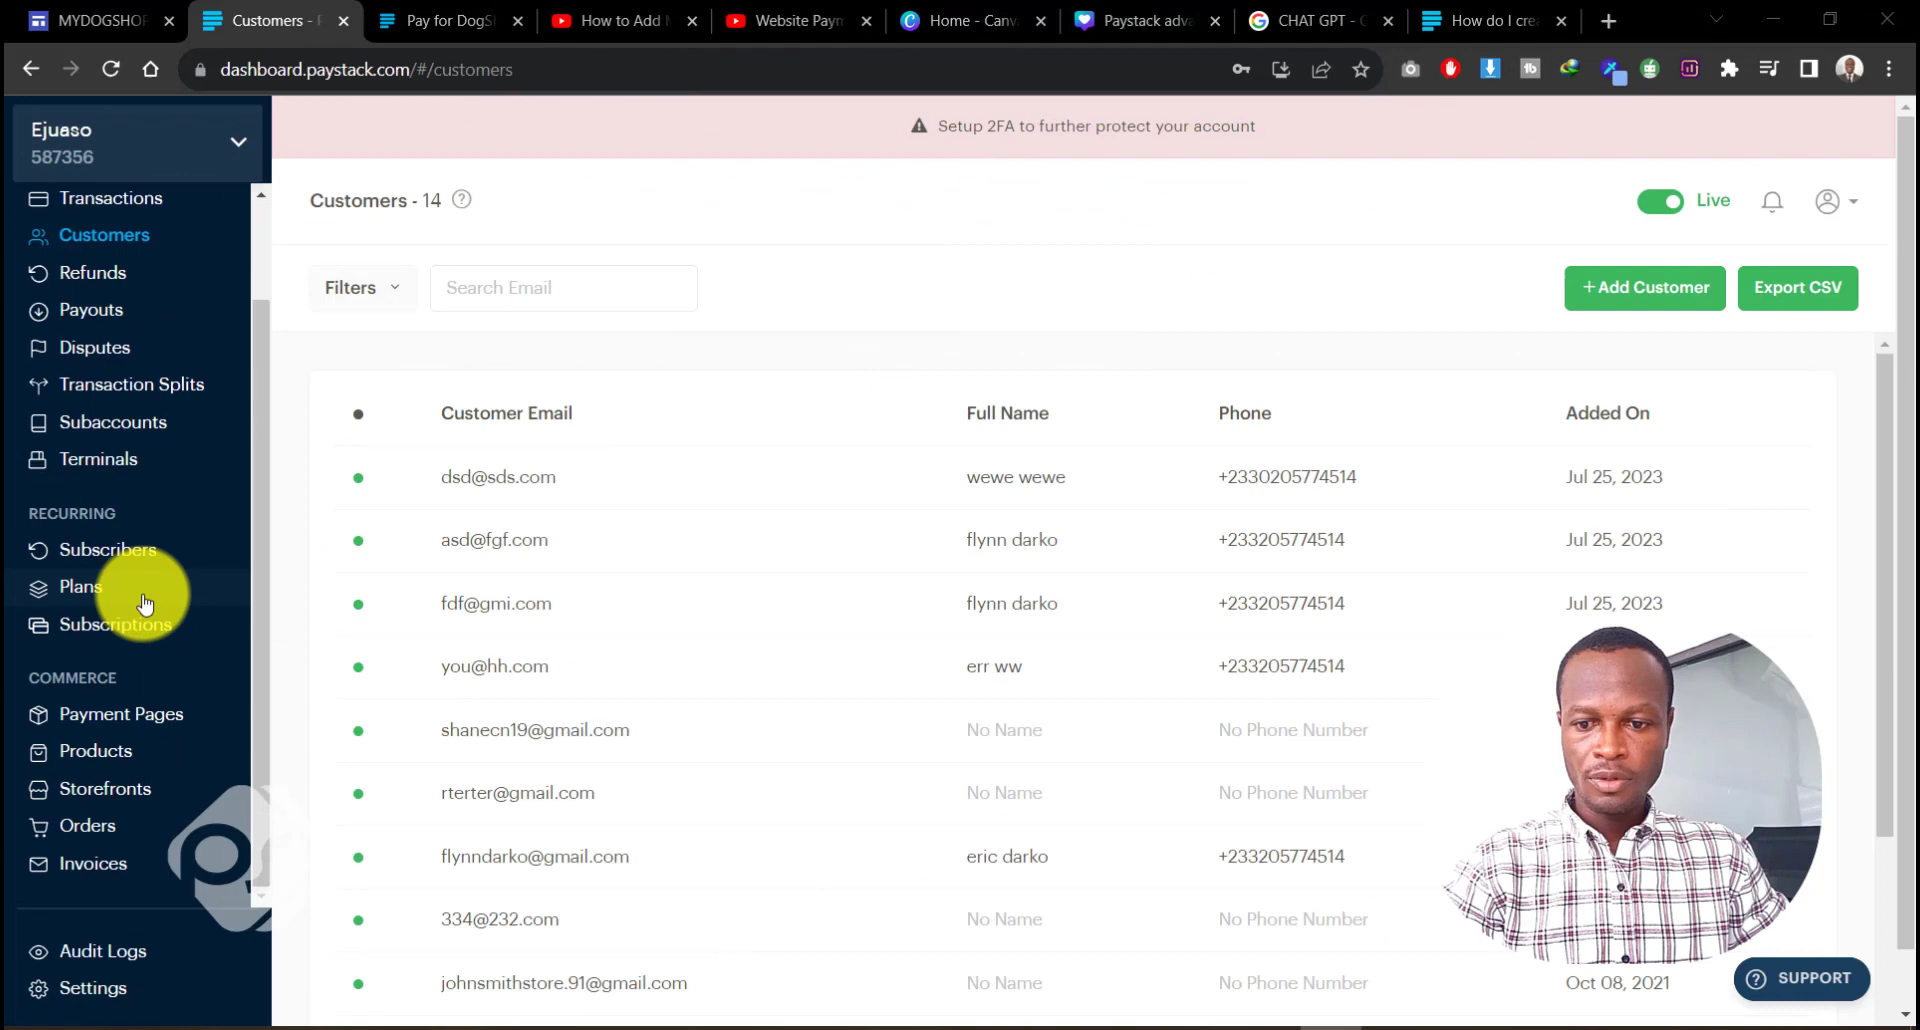 MYDOGSHOP
Customers - P
Pay for DogS
How to Add M
Website Paym
Home - Canv
Paystack adva
CHAT GPT - G
How do I crea
dashboard.paystack.com/#/customers
Ejuaso
587356
Transactions
Customers
Refunds
Payouts
Disputes
Transaction Splits
Subaccounts
Terminals
RECURRING
Subscribers
Plans
Subscriptions
COMMERCE
Payment Pages
Products
Storefronts
Orders
Invoices
Audit Logs
Settings
Setup 2FA to further protect your account
Customers - 14
Live
Filters
Search Email
+Add Customer
Export CSV
Customer Email Full Name Phone Added On
dsd@sds.com wewe wewe +2330205774514 Jul 25, 2023
asd@fgf.com flynn darko +233205774514 Jul 25, 2023
fdf@gmi.com flynn darko +233205774514 Jul 25, 2023
you@hh.com err ww +233205774514
shanecn19@gmail.com No Name No Phone Number
rterter@gmail.com No Name No Phone Number
flynndarko@gmail.com eric darko +233205774514
334@232.com No Name No Phone Number
johnsmithstore.91@gmail.com No Name No Phone Number Oct 08, 2021
SUPPORT